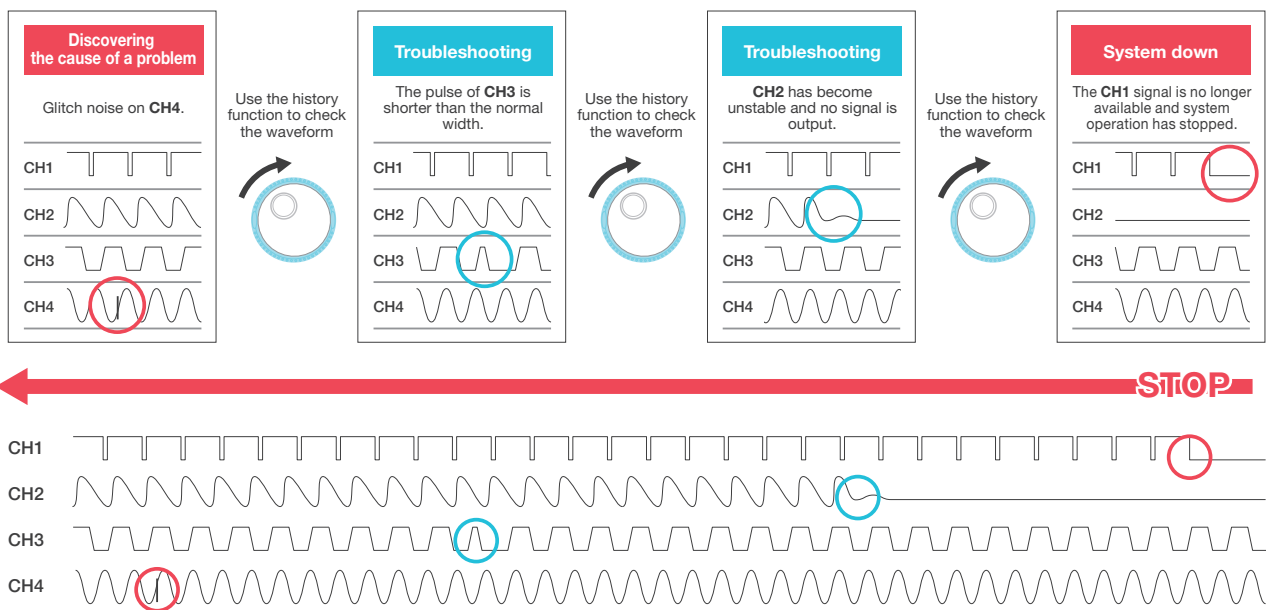 Discovering
the cause of a problem
Glitch noise on CH4.
CH1
CH2
CH3
CH4
Use the history
function to check
the waveform
Troubleshooting
The pulse of CH3 is
shorter than the normal
width.
CH1
CH2
CH3
CH4
Use the history
function to check
the waveform
Troubleshooting
CH2 has become
unstable and no signal is
output.
CH1
CH2
CH3
CH4
Use the history
function to check
the waveform
System down
The CH1 signal is no longer
available and system
operation has stopped.
CH1
CH2
CH3
CH4
STOP
CH1
CH2
CH3
CH4